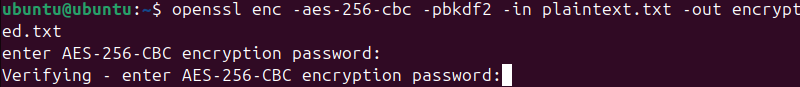 ubuntu@ubuntu:~$ openssl enc -aes-256-cbc -pbkdf2 -in plaintext.txt -out encrypt
ed.txt
enter AES-256-CBC encryption password:
Verifying - enter AES-256-CBC encryption password: